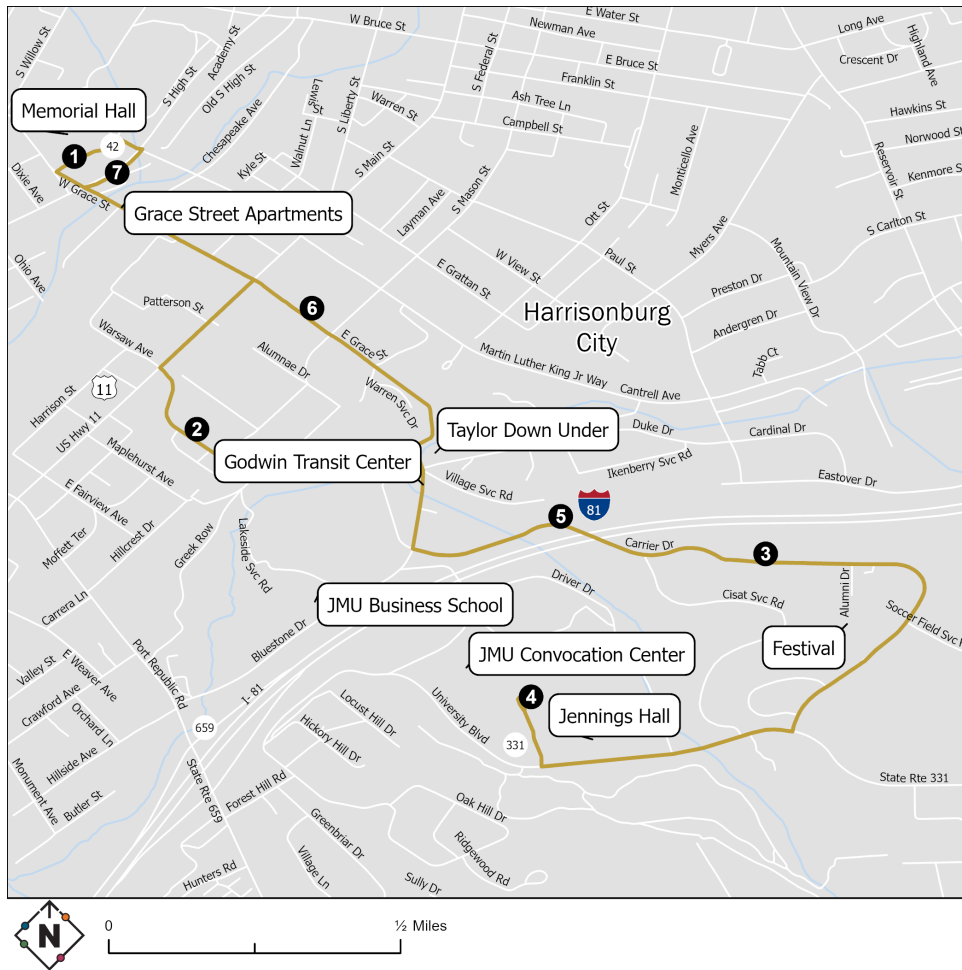 E Water St
W Bruce St
Newman Ave
Long Ave
Highland Ave
S Willow St
Academy St
S High St
Old S High St
S Federal St
E Bruce St
Crescent Dr
Franklin St
Lewis St
S Liberty St
Warren St
Ash Tree Ln
Campbell St
Hawkins St
Norwood St
Kenmore S
Reservoir St
Memorial Hall
Chesapeake Ave
Walnut Ln
Kyle St
S Main St
S Mason St
Monticello Ave
1
42
7
Dixie Ave
W Grace St
Grace Street Apartments
Layman Ave
Ott St
S Carlton St
Myers Ave
W View St
Paul St
Mountain View Dr
E Grattan St
Ohio Ave
Preston Dr
Patterson St
6
Harrisonburg
City
Andergren Dr
Warsaw Ave
E Grace St
Alumnae Dr
Martin Luther King Jr Way
Tabb Ct
11
Harrison St
Warren Svc Dr
Cantrell Ave
US Hwy 11
2
Taylor Down Under
Duke Dr
Cardinal Dr
Maplehurst Ave
Godwin Transit Center
Ikenberry Svc Rd
Village Svc Rd
Eastover Dr
E Fairview Ave
81
5
Moffett Ter
Hillcrest Dr
Greek Row
Lakeside Svc Rd
Carrier Dr
3
Driver Dr
Carrera Ln
JMU Business School
Cisat Svc Rd
Alumni Dr
Soccer Field Svc R
Bluestone Dr
Festival
Valley St
E Weaver Ave
Port Republic Rd
JMU Convocation Center
I- 81
Crawford Ave
Orchard Ln
Locust Hill Dr
University Blvd
4
Jennings Hall
659
Hickory Hill Dr
331
Hillside Ave
Monument Ave
Butler St
State Rte 659
Forest Hill Rd
State Rte 331
Oak Hill Dr
Greenbriar Dr
Village Ln
Ridgewood Rd
Hunters Rd
Sully Dr
N
0
½ Miles